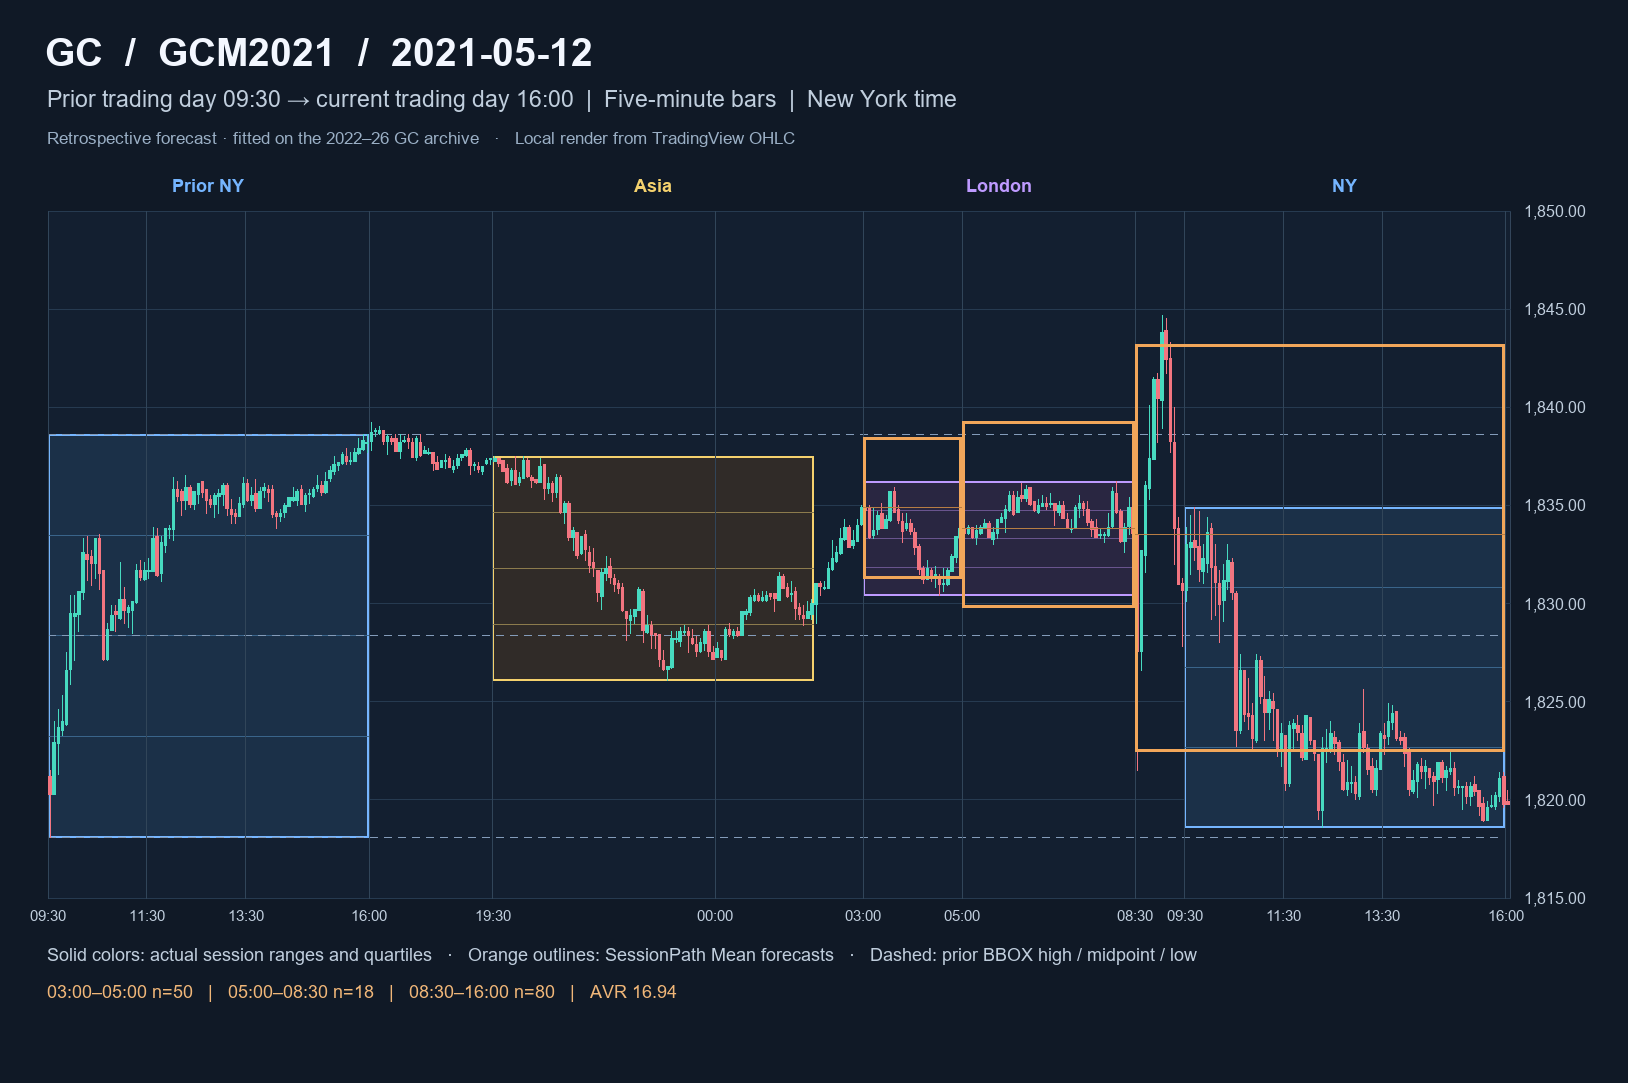 GC / GCM2021 / 2021-05-12
Prior trading day 09:30 → current trading day 16:00 | Five-minute bars | New York time
Retrospective forecast · fitted on the 2022–26 GC archive · Local render from TradingView OHLC
Prior NY Asia London NY
1,850.00
1,845.00
1,840.00
1,835.00
1,830.00
1,825.00
1,820.00
1,815.00
09:30 11:30 13:30 16:00 19:30 00:00 03:00 05:00 08:30 09:30 11:30 13:30 16:00
Solid colors: actual session ranges and quartiles · Orange outlines: SessionPath Mean forecasts · Dashed: prior BBOX high / midpoint / low
03:00–05:00 n=50 | 05:00–08:30 n=18 | 08:30–16:00 n=80 | AVR 16.94